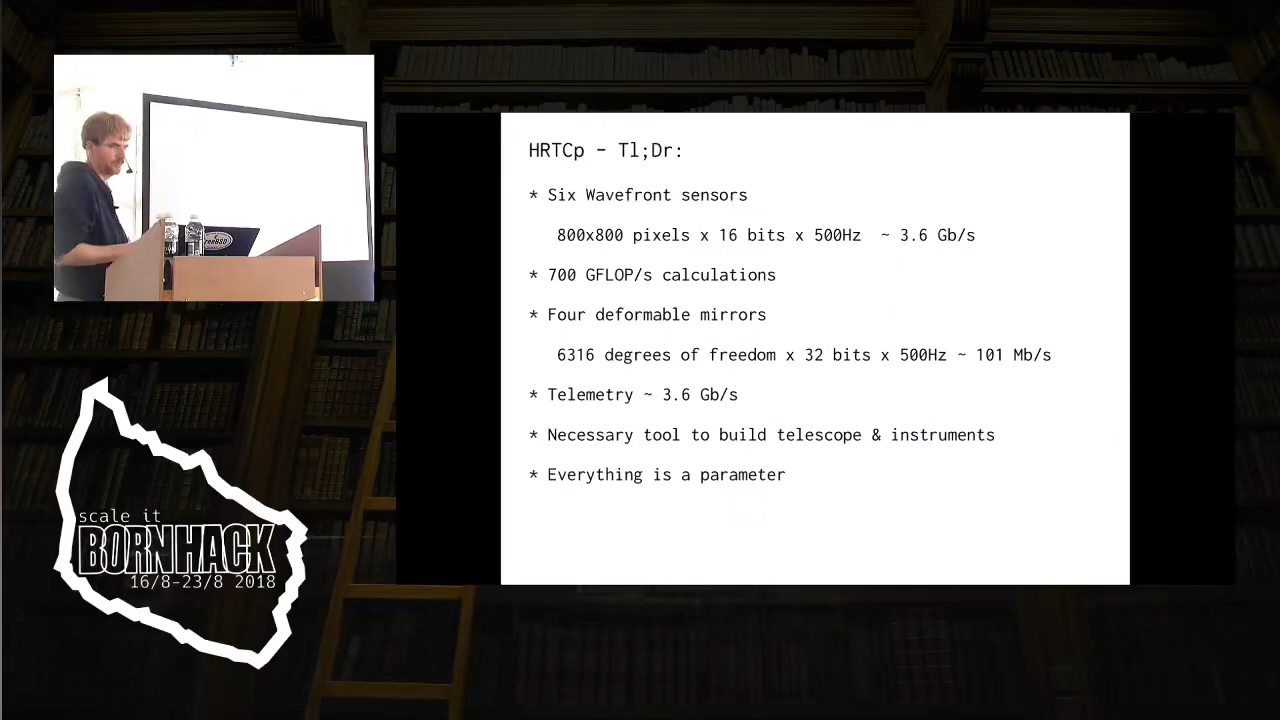 HRTCp - Tl;Dr:
* Six Wavefront sensors
800x800 pixels x 16 bits x 500Hz ~ 3.6 Gb/s
* 700 GFLOP/s calculations
* Four deformable mirrors
6316 degrees of freedom x 32 bits x 500Hz ~ 101 Mb/s
* Telemetry ~ 3.6 Gb/s
* Necessary tool to build telescope & instruments
* Everything is a parameter
scale it
BORNHACK
16/8-23/8 2018